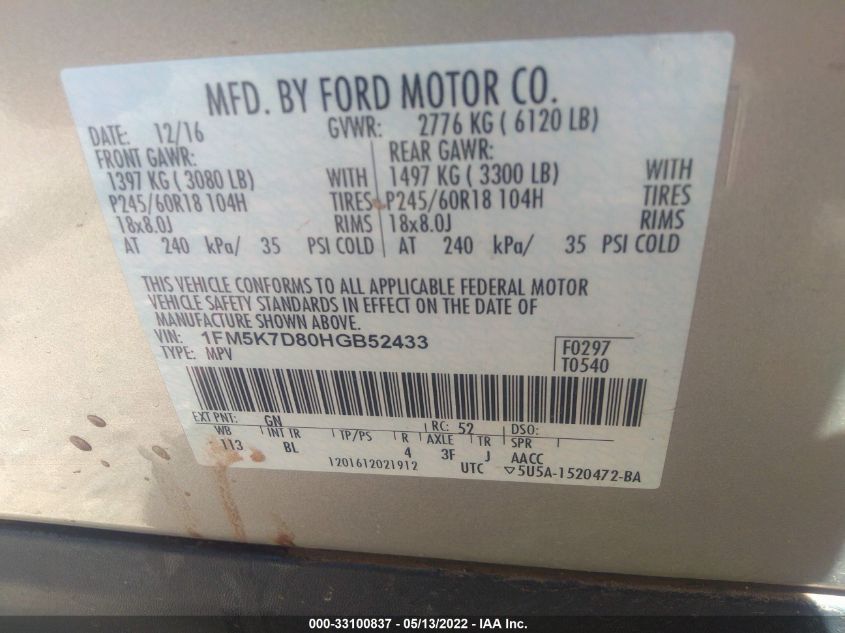 MFD. BY FORD MOTOR CO.
DATE: 12/16 GVWR: 2776 KG ( 6120 LB)
FRONT GAWR: REAR GAWR:
1397 KG ( 3080 LB) WITH 1497 KG ( 3300 LB) WITH
P245/60R18 104H TIRES P245/60R18 104H TIRES
18x8.0J RIMS 18x8.0J RIMS
AT 240 kPa/ 35 PSI COLD AT 240 kPa/ 35 PSI COLD
THIS VEHICLE CONFORMS TO ALL APPLICABLE FEDERAL MOTOR
VEHICLE SAFETY STANDARDS IN EFFECT ON THE DATE OF
MANUFACTURE SHOWN ABOVE.
VIN: 1FM5K7D80HGB52433
TYPE: MPV
F0297
T0540
EXT PNT: GN RC: 52 DSO:
WB INT TR TP/PS R AXLE TR SPR
113 BL 4 3F J AACC
1201612021912 UTC ▽5U5A-1520472-BA
000-33100837 - 05/13/2022 - IAA Inc.